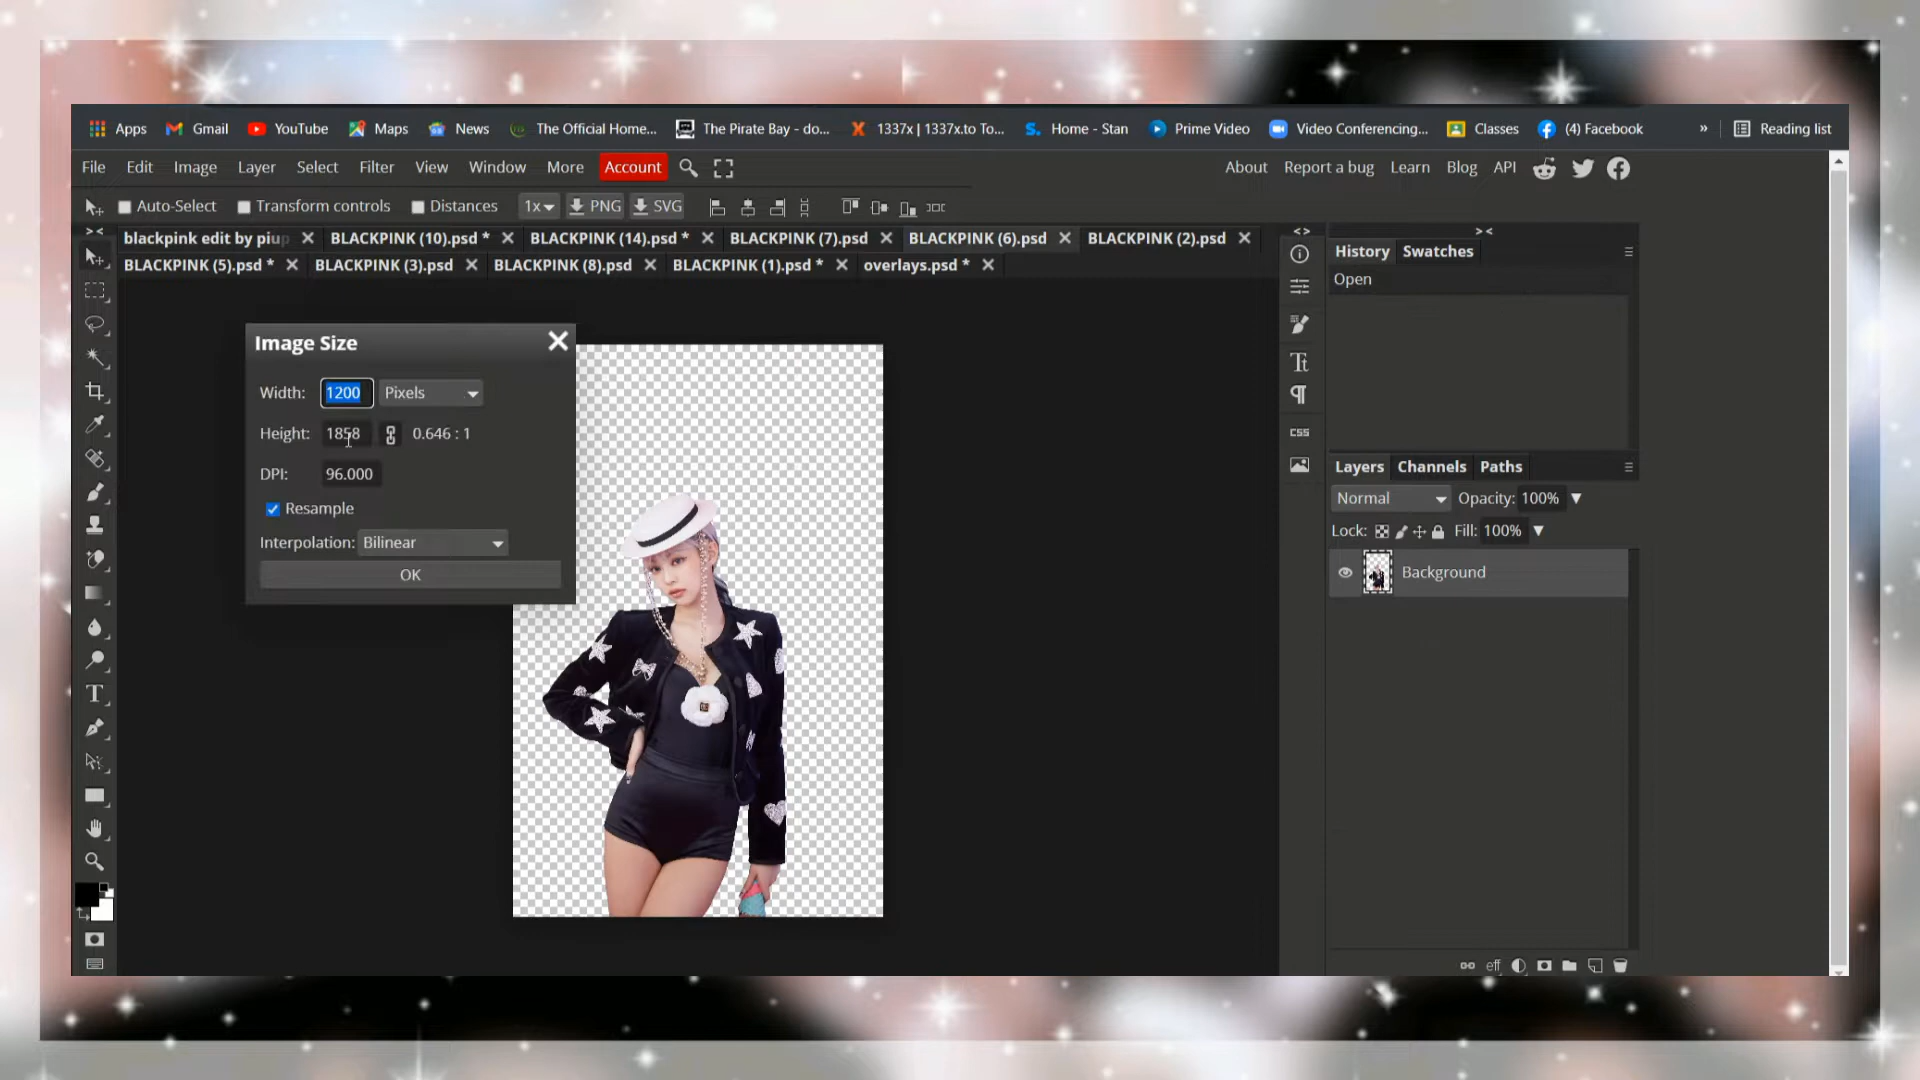 Apps Gmail YouTube Maps News The Official Home... The Pirate Bay - do... 1337x | 1337x.to To... Home - Stan Prime Video Video Conferencing... Classes (4) Facebook » Reading list
File Edit Image Layer Select Filter View Window More Account About Report a bug Learn Blog API
Auto-Select Transform controls Distances 1x PNG SVG
blackpink edit by piup BLACKPINK (10).psd * BLACKPINK (14).psd * BLACKPINK (7).psd BLACKPINK (6).psd BLACKPINK (2).psd
BLACKPINK (5).psd * BLACKPINK (3).psd BLACKPINK (8).psd BLACKPINK (1).psd * overlays.psd *
History Swatches
Open
Image Size
Width: 1200 Pixels
Height: 1858 0.646 : 1
DPI: 96.000
Resample
Interpolation: Bilinear
OK
CSS
Layers Channels Paths
Normal Opacity: 100%
Lock: Fill: 100%
Background
eff